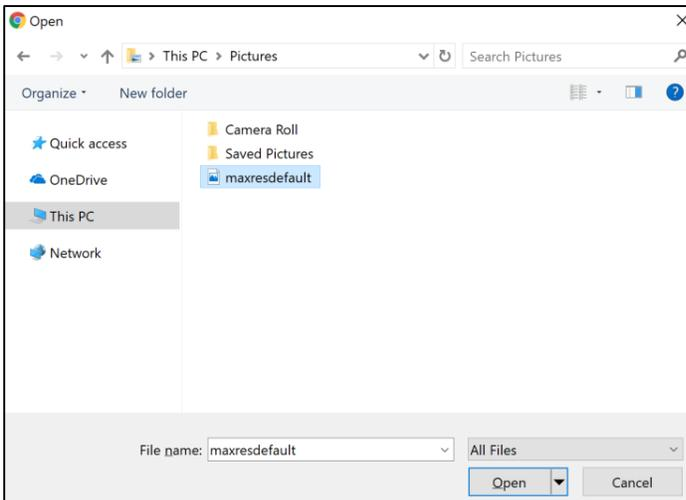 Open
This PC > Pictures
Search Pictures
Organize
New folder
Quick access
OneDrive
This PC
Network
Camera Roll
Saved Pictures
maxresdefault
File name: maxresdefault
All Files
Open
Cancel